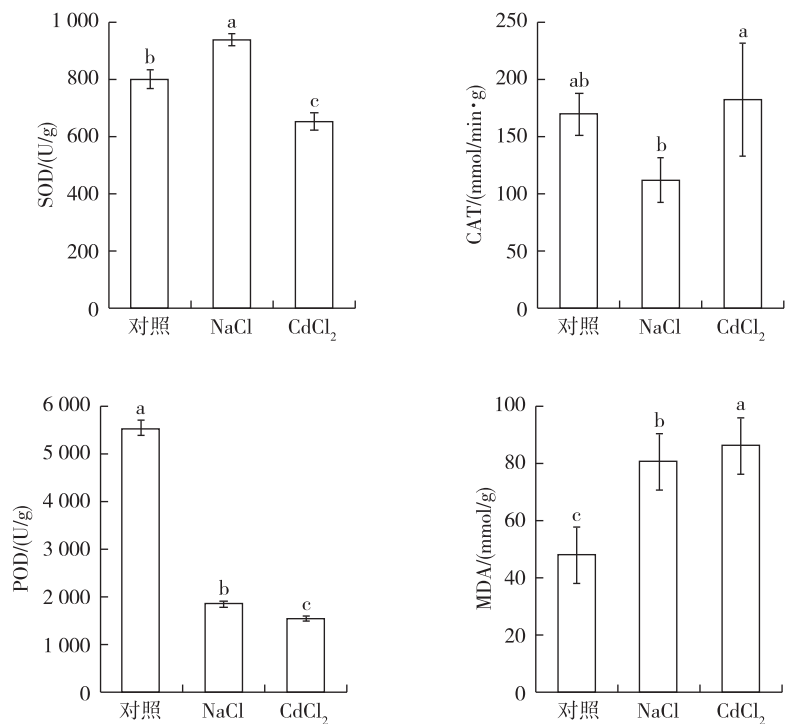 SOD/(U/g)
1 000
800
600
400
200
0
b
a
c
对照
NaCl
CdCl₂
CAT/(mmol/min·g)
250
200
150
100
50
0
ab
b
a
对照
NaCl
CdCl₂
POD/(U/g)
6 000
5 000
4 000
3 000
2 000
1 000
0
a
b
c
对照
NaCl
CdCl₂
MDA/(mmol/g)
100
80
60
40
20
0
c
b
a
对照
NaCl
CdCl₂